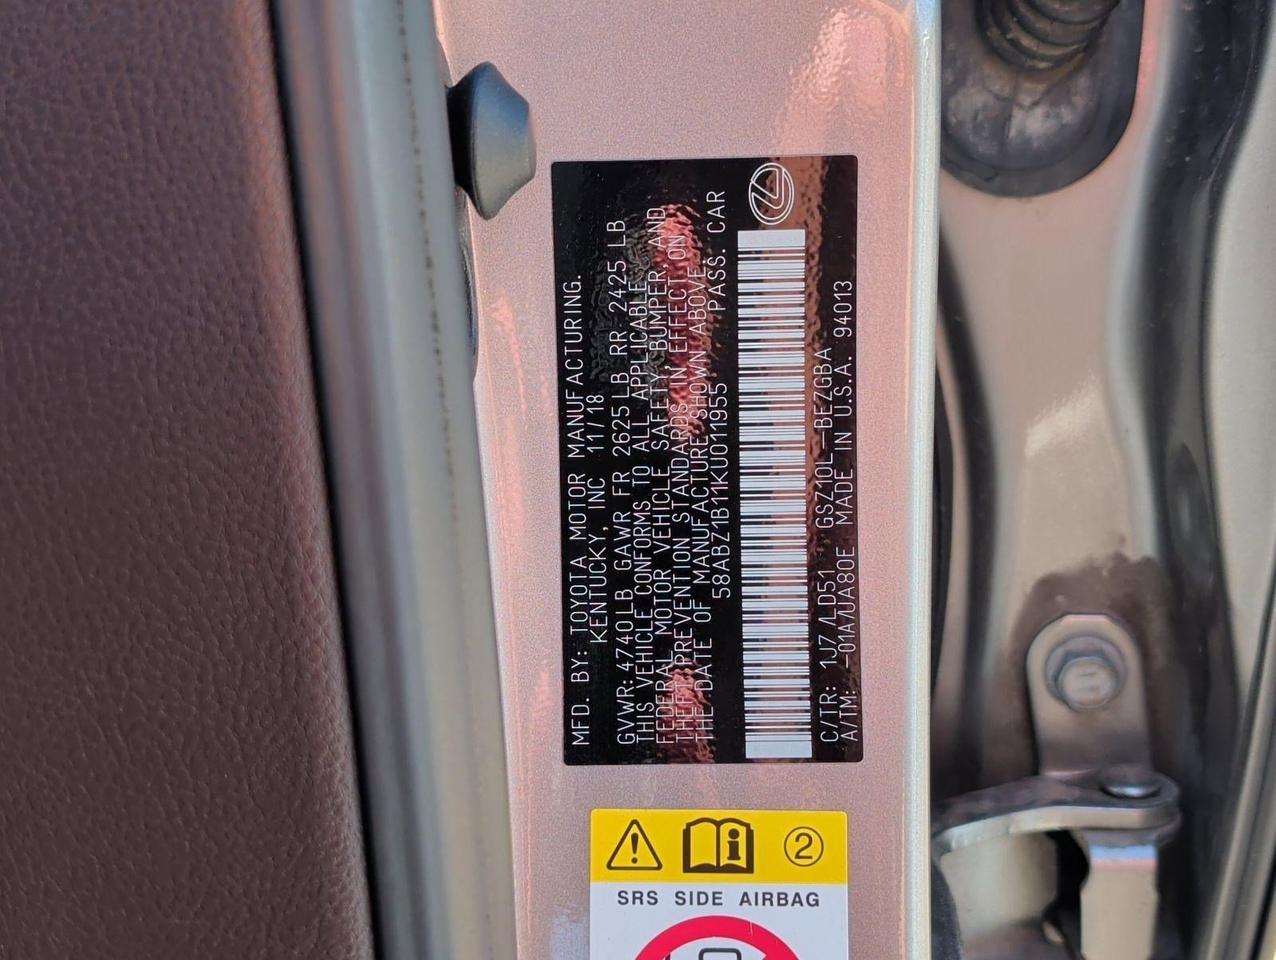 MFD. BY: TOYOTA MOTOR MANUFACTURING.
KENTUCKY, INC 11/18
GVWR: 4740LB GAWR FR 2625LB RR 2425 LB
THIS VEHICLE CONFORMS TO ALL APPLICABLE
FEDERAL MOTOR VEHICLE SAFETY, BUMPER, AND
THEFT PREVENTION STANDARDS IN EFFECT ON
THE DATE OF MANUFACTURE SHOWN ABOVE.
58ABZ1B11KU011955 PASS. CAR
C/TR: 1J7 /LD51 GSZ10L-BEZGBA
A/TM: -01A/UA80E MADE IN U.S.A. 94013
2
SRS SIDE AIRBAG